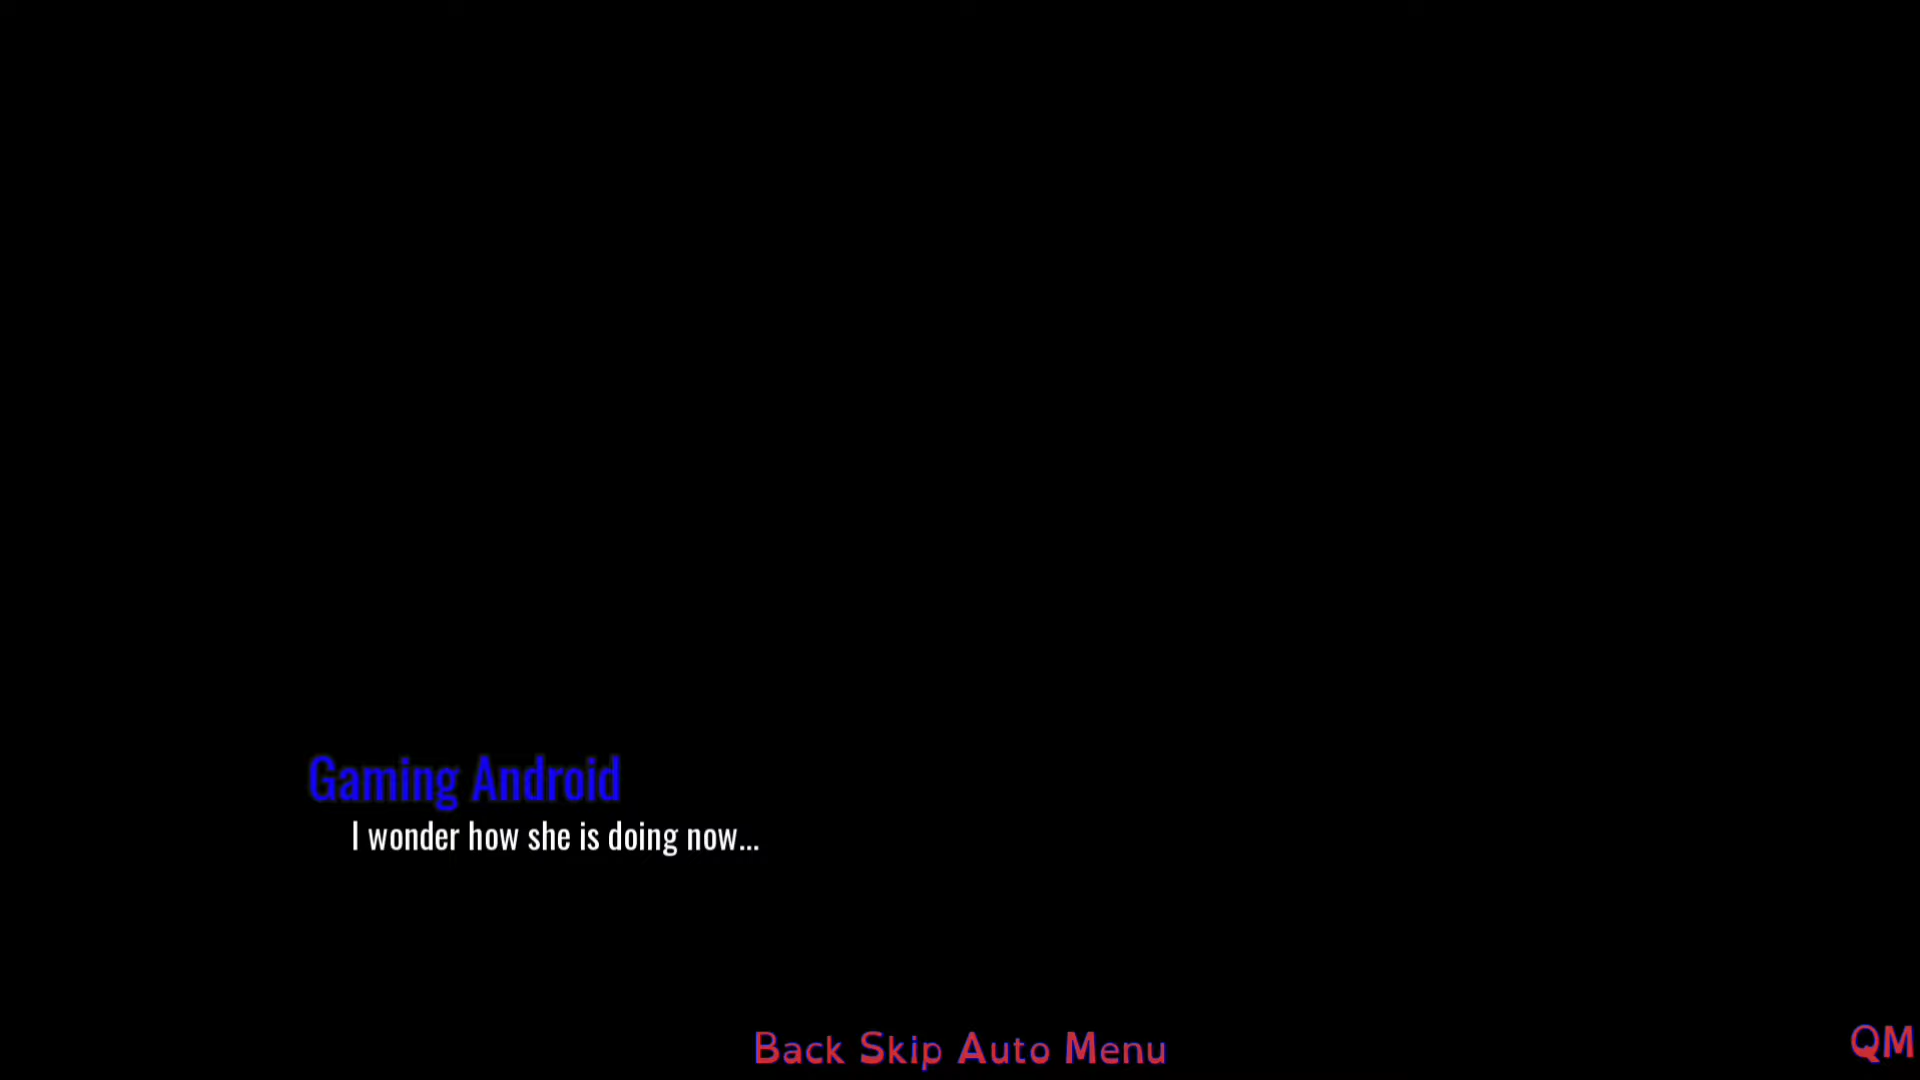 Gaming Android
I wonder how she is doing now...
Back Skip Auto Menu
QM